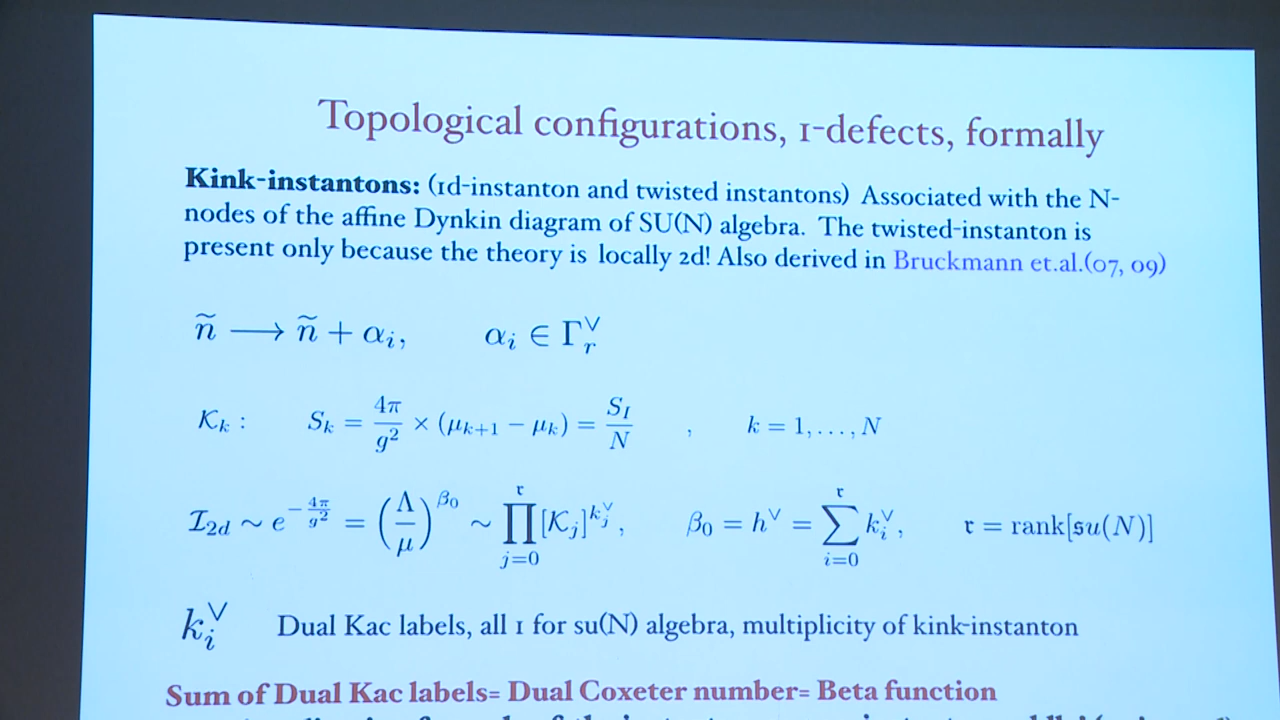 Topological configurations, 1-defects, formally
Kink-instantons: (1d-instanton and twisted instantons) Associated with the N-
nodes of the affine Dynkin diagram of SU(N) algebra. The twisted-instanton is
present only because the theory is locally 2d! Also derived in Bruckmann et.al.(07, 09)
ñ ⟶ ñ + αᵢ, αᵢ ∈ Γᵣ^∨
𝒦ₖ : Sₖ = 4π/g² × (μₖ₊₁ − μₖ) = S_I/N , k = 1, . . . , N
ℐ₂d ∼ e^{−4π/g²} = (Λ/μ)^{β₀} ∼ ∏_{j=0}^{𝔯} [𝒦ⱼ]^{kⱼ^∨}, β₀ = h^∨ = ∑_{i=0}^{𝔯} kᵢ^∨, 𝔯 = rank[𝔰𝔲(N)]
kᵢ^∨ Dual Kac labels, all 1 for su(N) algebra, multiplicity of kink-instanton
Sum of Dual Kac labels= Dual Coxeter number= Beta function